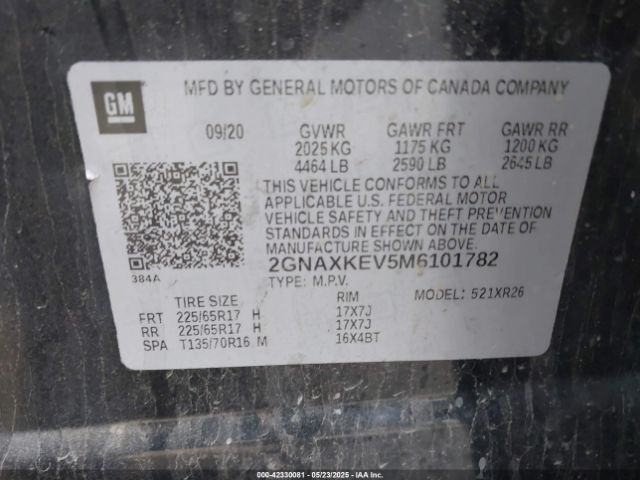 GM
MFD BY GENERAL MOTORS OF CANADA COMPANY
09/20 GVWR GAWR FRT GAWR RR
2025 KG 1175 KG 1200 KG
4464 LB 2590 LB 2645 LB
THIS VEHICLE CONFORMS TO ALL
APPLICABLE U.S. FEDERAL MOTOR
VEHICLE SAFETY AND THEFT PREVENTION
STANDARDS IN EFFECT ON THE DATE OF
MANUFACTURE SHOWN ABOVE.
2GNAXKEV5M6101782
384A
TYPE: M.P.V. MODEL: 521XR26
TIRE SIZE RIM
FRT 225/65R17 H 17X7J
RR 225/65R17 H 17X7J
SPA T135/70R16 M 16X4BT
000-42330081 - 05/23/2025 - IAAI.COM